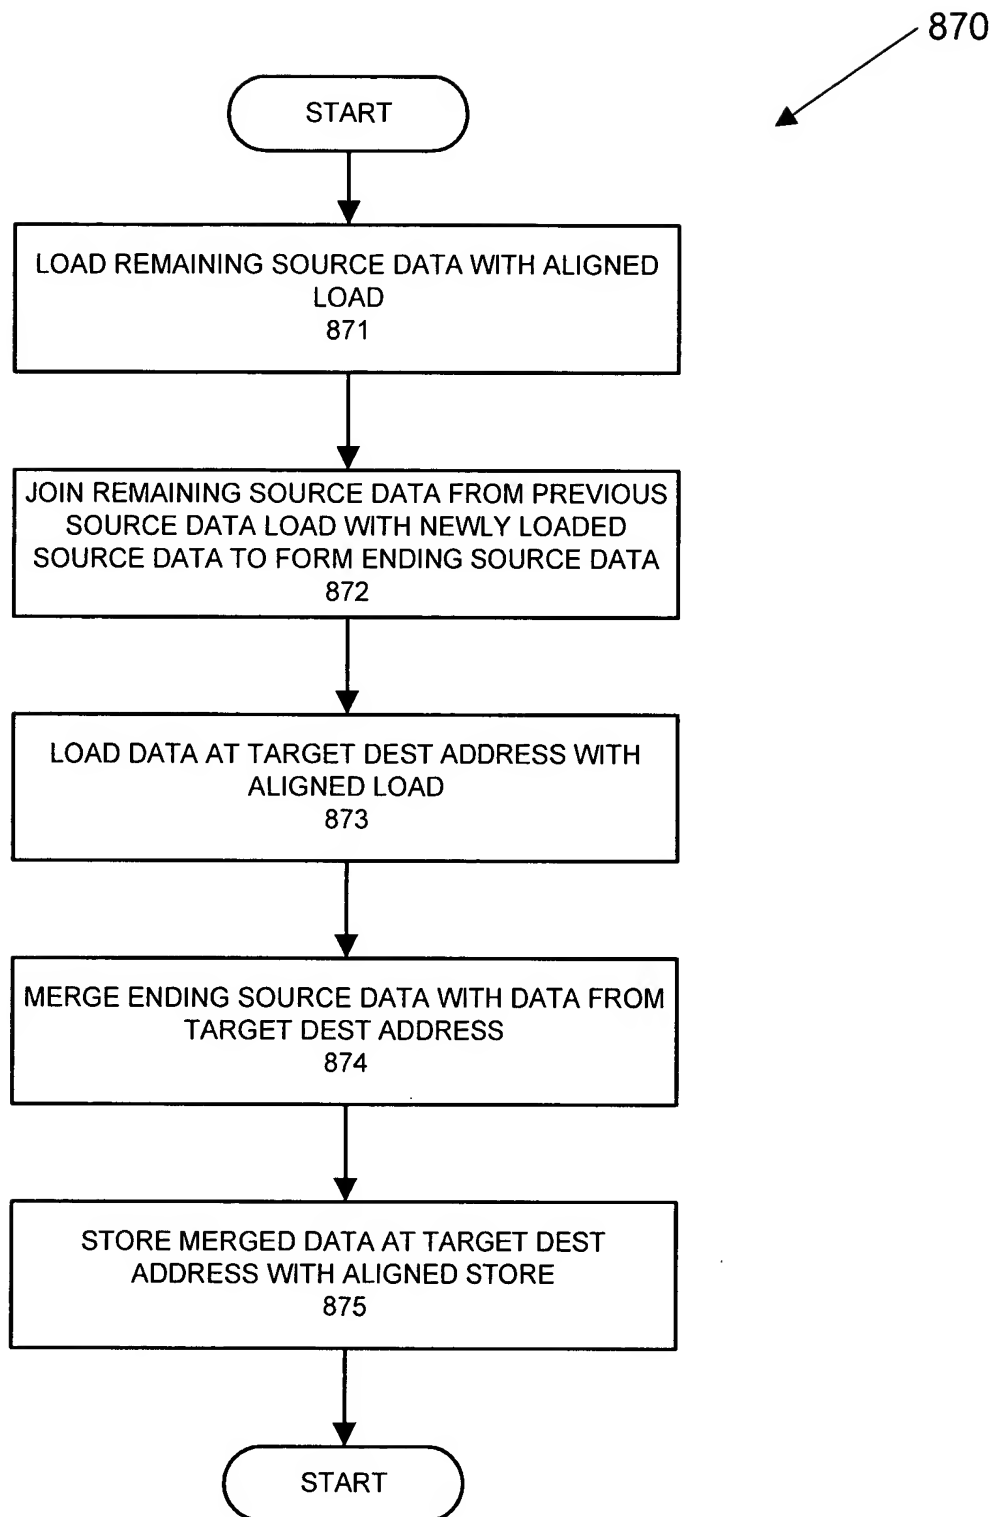 870
START
LOAD REMAINING SOURCE DATA WITH ALIGNED
LOAD
871
JOIN REMAINING SOURCE DATA FROM PREVIOUS
SOURCE DATA LOAD WITH NEWLY LOADED
SOURCE DATA TO FORM ENDING SOURCE DATA
872
LOAD DATA AT TARGET DEST ADDRESS WITH
ALIGNED LOAD
873
MERGE ENDING SOURCE DATA WITH DATA FROM
TARGET DEST ADDRESS
874
STORE MERGED DATA AT TARGET DEST
ADDRESS WITH ALIGNED STORE
875
START